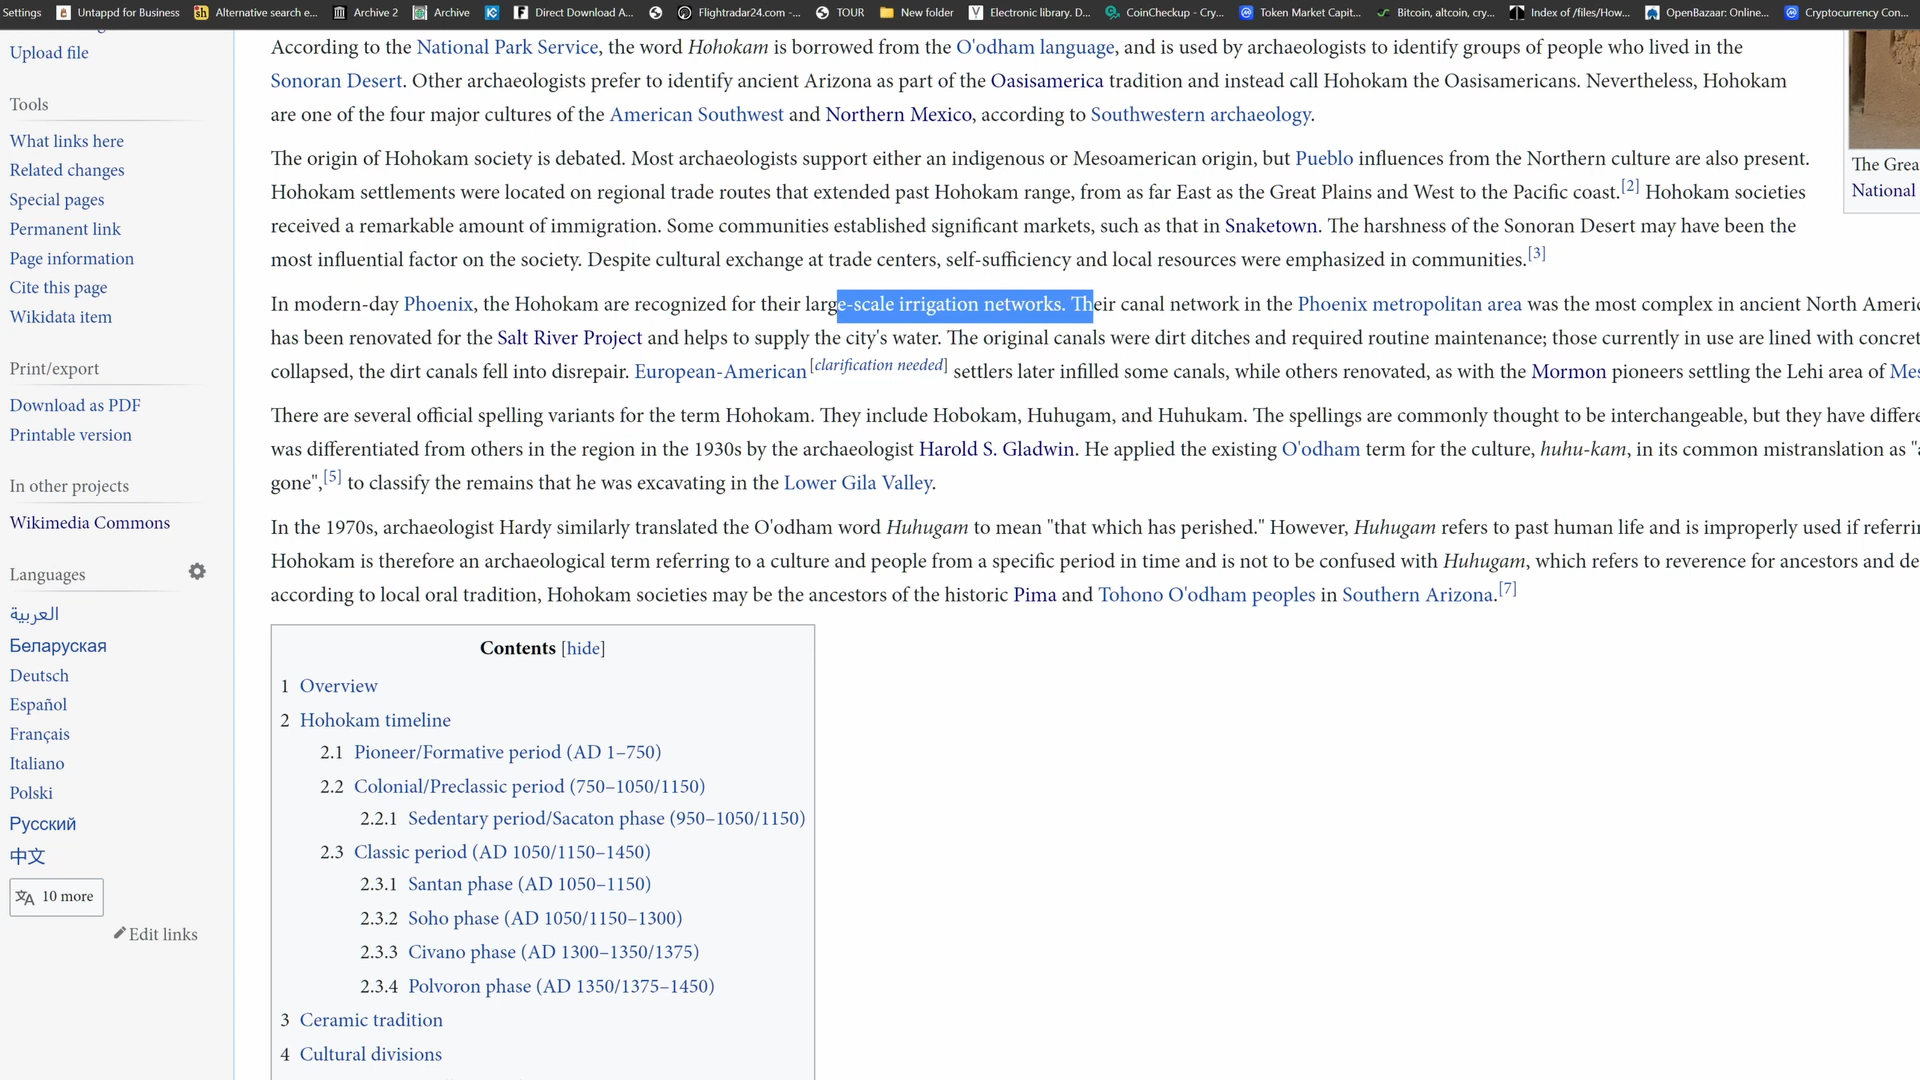 Settings
Untappd for Business
Alternative search e...
Archive 2
Archive
Direct Download A...
Flightradar24.com -...
TOUR
New folder
Electronic library. D...
CoinCheckup - Cry...
Token Market Capit...
Bitcoin, altcoin, cry...
Index of /files/How...
OpenBazaar: Online...
Cryptocurrency Con...
Upload file
Tools
What links here
Related changes
Special pages
Permanent link
Page information
Cite this page
Wikidata item
Print/export
Download as PDF
Printable version
In other projects
Wikimedia Commons
Languages
العربية
Беларуская
Deutsch
Español
Français
Italiano
Polski
Русский
中文
10 more
Edit links
According to the National Park Service, the word Hohokam is borrowed from the O'odham language, and is used by archaeologists to identify groups of people who lived in the
Sonoran Desert. Other archaeologists prefer to identify ancient Arizona as part of the Oasisamerica tradition and instead call Hohokam the Oasisamericans. Nevertheless, Hohokam
are one of the four major cultures of the American Southwest and Northern Mexico, according to Southwestern archaeology.
The origin of Hohokam society is debated. Most archaeologists support either an indigenous or Mesoamerican origin, but Pueblo influences from the Northern culture are also present.
Hohokam settlements were located on regional trade routes that extended past Hohokam range, from as far East as the Great Plains and West to the Pacific coast.[2] Hohokam societies
received a remarkable amount of immigration. Some communities established significant markets, such as that in Snaketown. The harshness of the Sonoran Desert may have been the
most influential factor on the society. Despite cultural exchange at trade centers, self-sufficiency and local resources were emphasized in communities.[3]
In modern-day Phoenix, the Hohokam are recognized for their large-scale irrigation networks. Their canal network in the Phoenix metropolitan area was the most complex in ancient North Americ
has been renovated for the Salt River Project and helps to supply the city's water. The original canals were dirt ditches and required routine maintenance; those currently in use are lined with concret
collapsed, the dirt canals fell into disrepair. European-American[clarification needed] settlers later infilled some canals, while others renovated, as with the Mormon pioneers settling the Lehi area of Mes
There are several official spelling variants for the term Hohokam. They include Hobokam, Huhugam, and Huhukam. The spellings are commonly thought to be interchangeable, but they have differe
was differentiated from others in the region in the 1930s by the archaeologist Harold S. Gladwin. He applied the existing O'odham term for the culture, huhu-kam, in its common mistranslation as "a
gone",[5] to classify the remains that he was excavating in the Lower Gila Valley.
In the 1970s, archaeologist Hardy similarly translated the O'odham word Huhugam to mean "that which has perished." However, Huhugam refers to past human life and is improperly used if referrin
Hohokam is therefore an archaeological term referring to a culture and people from a specific period in time and is not to be confused with Huhugam, which refers to reverence for ancestors and de
according to local oral tradition, Hohokam societies may be the ancestors of the historic Pima and Tohono O'odham peoples in Southern Arizona.[7]
The Grea
National
Contents [hide]
1 Overview
2 Hohokam timeline
2.1 Pioneer/Formative period (AD 1–750)
2.2 Colonial/Preclassic period (750–1050/1150)
2.2.1 Sedentary period/Sacaton phase (950–1050/1150)
2.3 Classic period (AD 1050/1150–1450)
2.3.1 Santan phase (AD 1050–1150)
2.3.2 Soho phase (AD 1050/1150–1300)
2.3.3 Civano phase (AD 1300–1350/1375)
2.3.4 Polvoron phase (AD 1350/1375–1450)
3 Ceramic tradition
4 Cultural divisions